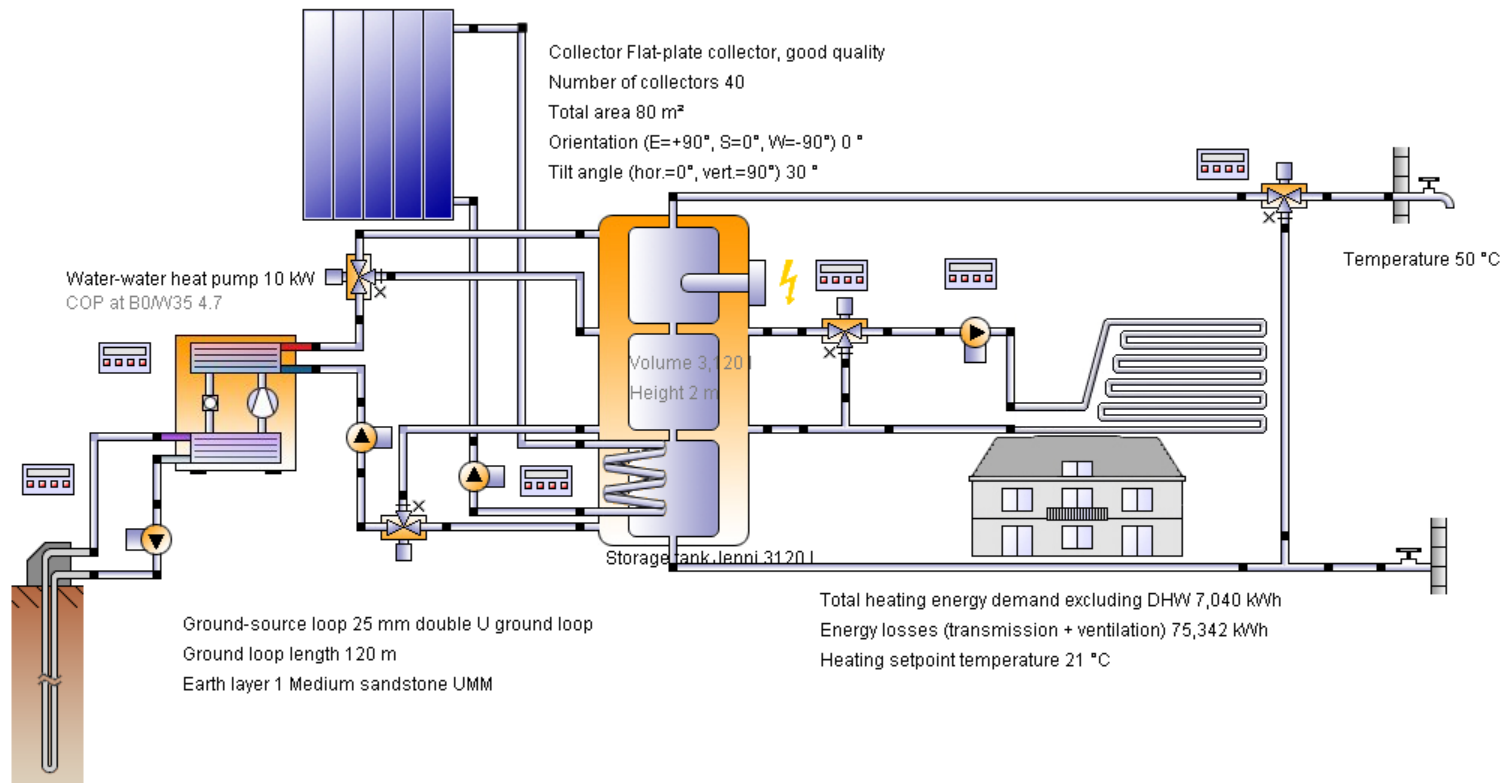 Collector Flat-plate collector, good quality
Number of collectors 40
Total area 80 m²
Orientation (E=+90°, S=0°, W=-90°) 0 °
Tilt angle (hor.=0°, vert.=90°) 30 °
Water-water heat pump 10 kW
COP at B0/W35 4.7
Temperature 50 °C
Volume 3,120 l
Height 2 m
Storage tank Jenni 3120 l
Ground-source loop 25 mm double U ground loop
Ground loop length 120 m
Earth layer 1 Medium sandstone UMM
Total heating energy demand excluding DHW 7,040 kWh
Energy losses (transmission + ventilation) 75,342 kWh
Heating setpoint temperature 21 °C